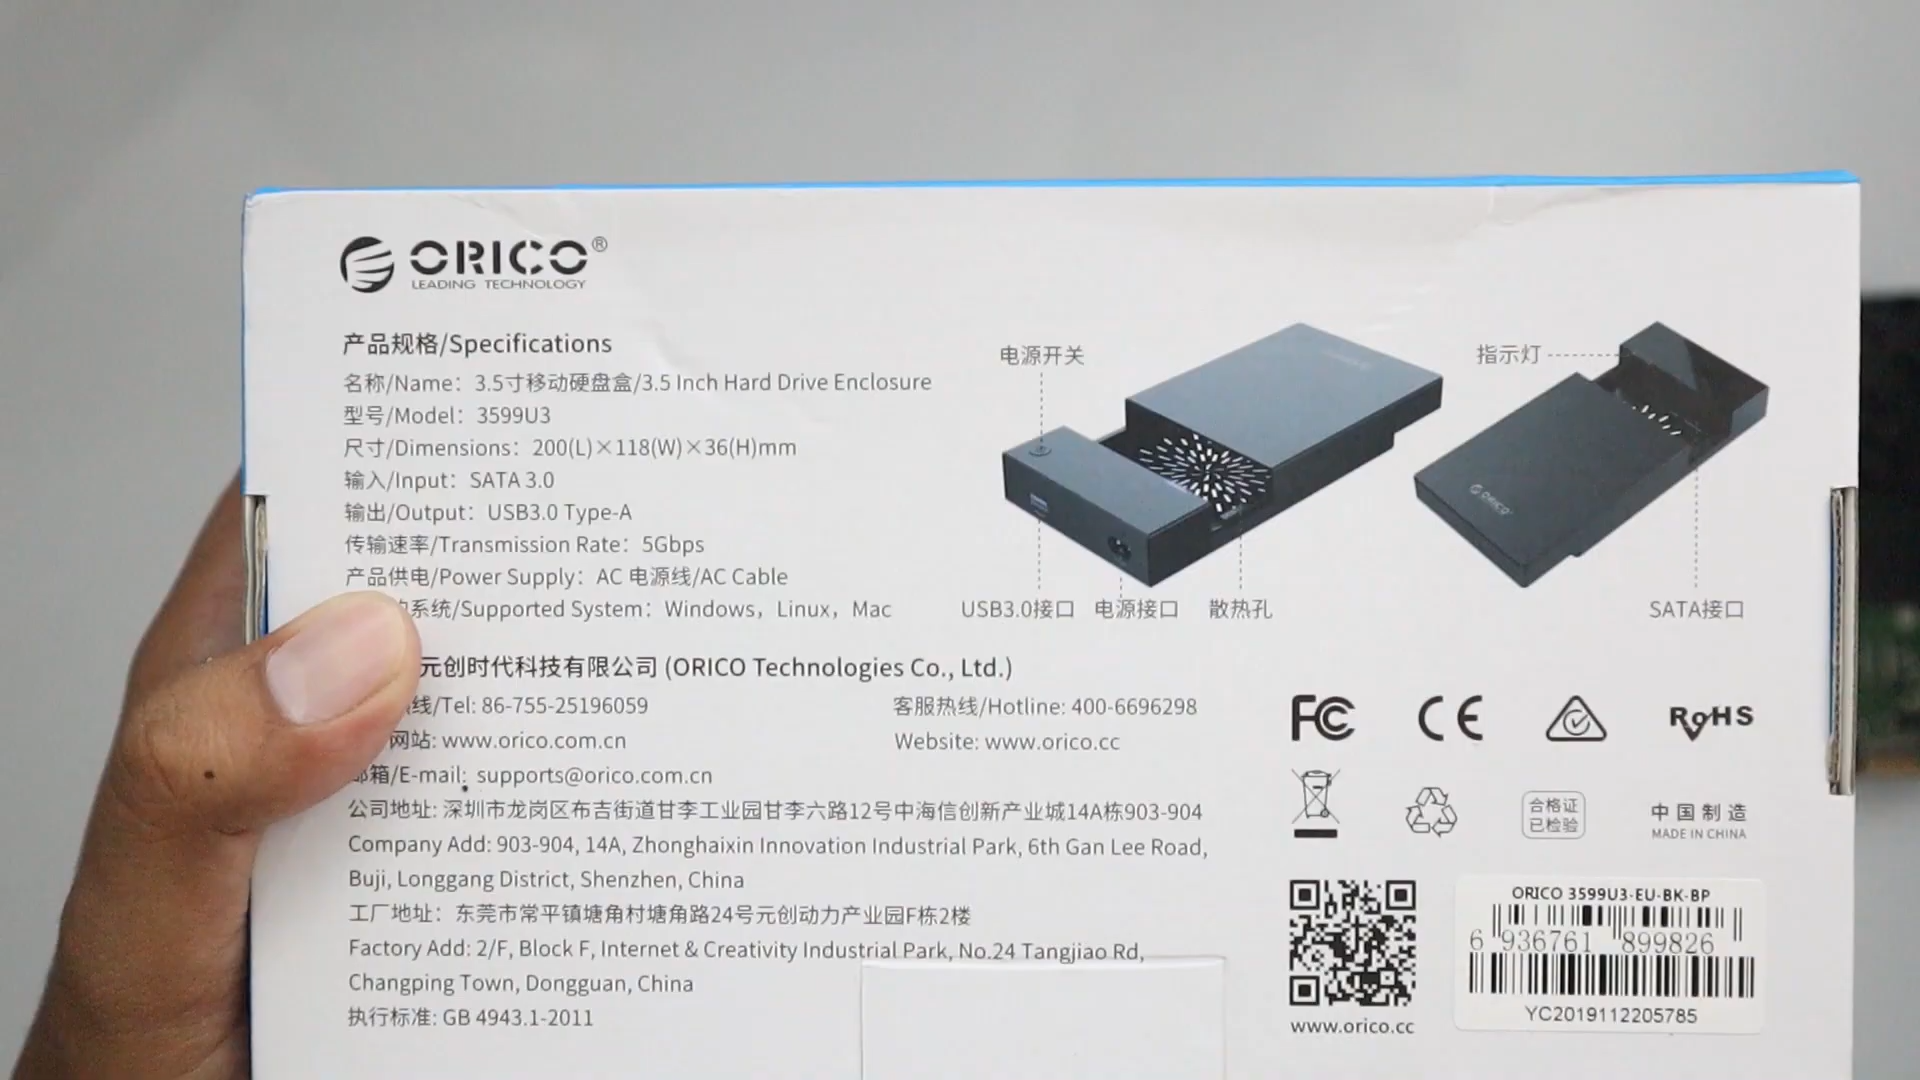 ORICO®
LEADING TECHNOLOGY
产品规格/Specifications
名称/Name：3.5寸移动硬盘盒/3.5 Inch Hard Drive Enclosure
型号/Model：3599U3
尺寸/Dimensions：200(L)×118(W)×36(H)mm
输入/Input：SATA 3.0
输出/Output：USB3.0 Type-A
传输速率/Transmission Rate：5Gbps
产品供电/Power Supply：AC 电源线/AC Cable
系统/Supported System：Windows，Linux，Mac
电源开关
USB3.0接口
电源接口
散热孔
指示灯
ORICO
SATA接口
元创时代科技有限公司 (ORICO Technologies Co., Ltd.)
线/Tel: 86-755-25196059
客服热线/Hotline: 400-6696298
网站: www.orico.com.cn
Website: www.orico.cc
邮箱/E-mail: supports@orico.com.cn
公司地址: 深圳市龙岗区布吉街道甘李工业园甘李六路12号中海信创新产业城14A栋903-904
Company Add: 903-904, 14A, Zhonghaixin Innovation Industrial Park, 6th Gan Lee Road,
Buji, Longgang District, Shenzhen, China
工厂地址：东莞市常平镇塘角村塘角路24号元创动力产业园F栋2楼
Factory Add: 2/F, Block F, Internet & Creativity Industrial Park, No.24 Tangjiao Rd,
Changping Town, Dongguan, China
执行标准: GB 4943.1-2011
FC
CE
RoHS
合格证
已检验
中国制造
MADE IN CHINA
www.orico.cc
ORICO 3599U3-EU-BK-BP
6 936761 899826
YC2019112205785